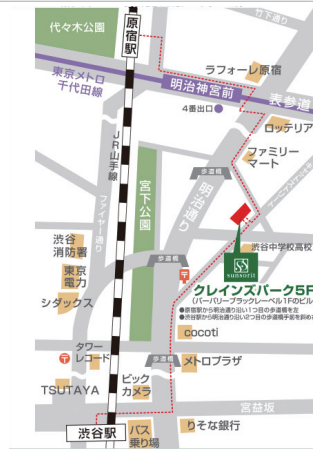 竹下通り
代々木公園
原宿駅
ラフォーレ原宿
東京メトロ
千代田線
明治神宮前
表参道
4番出口
ロッテリア
ファミリー
マート
JR山手線
歩道橋
明治通り
宮下公園
ファイヤー通り
渋谷中学校高校
渋谷
消防署
歩道橋
sunsorit
東京
電力
クレインズパーク5F
(バーバリーブラックレーベル1Fのビル
●原宿駅から明治通り沿い1つ目の歩道橋を左
●渋谷駅から明治通り沿い2つ目の歩道橋手前を斜め
シダックス
cocoti
タワー
レコード
歩道橋
メトロプラザ
TSUTAYA
ビック
カメラ
宮益坂
渋谷駅
バス
乗り場
りそな銀行